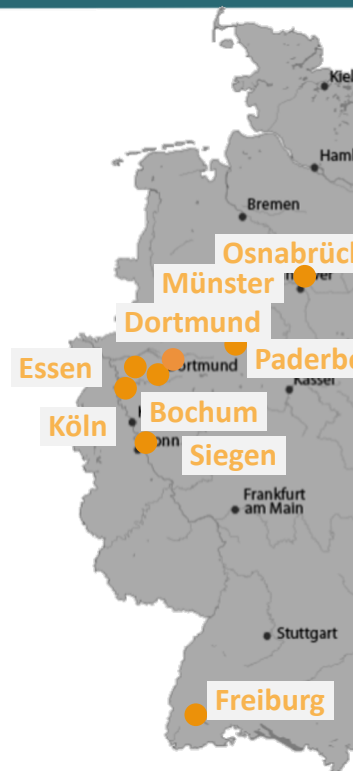 Kiel
Hamb
Bremen
Osnabrück
Münster
Dortmund
Essen
Paderbo
Kassel
Köln
Bochum
Siegen
Frankfurt
am Main
Stuttgart
Freiburg